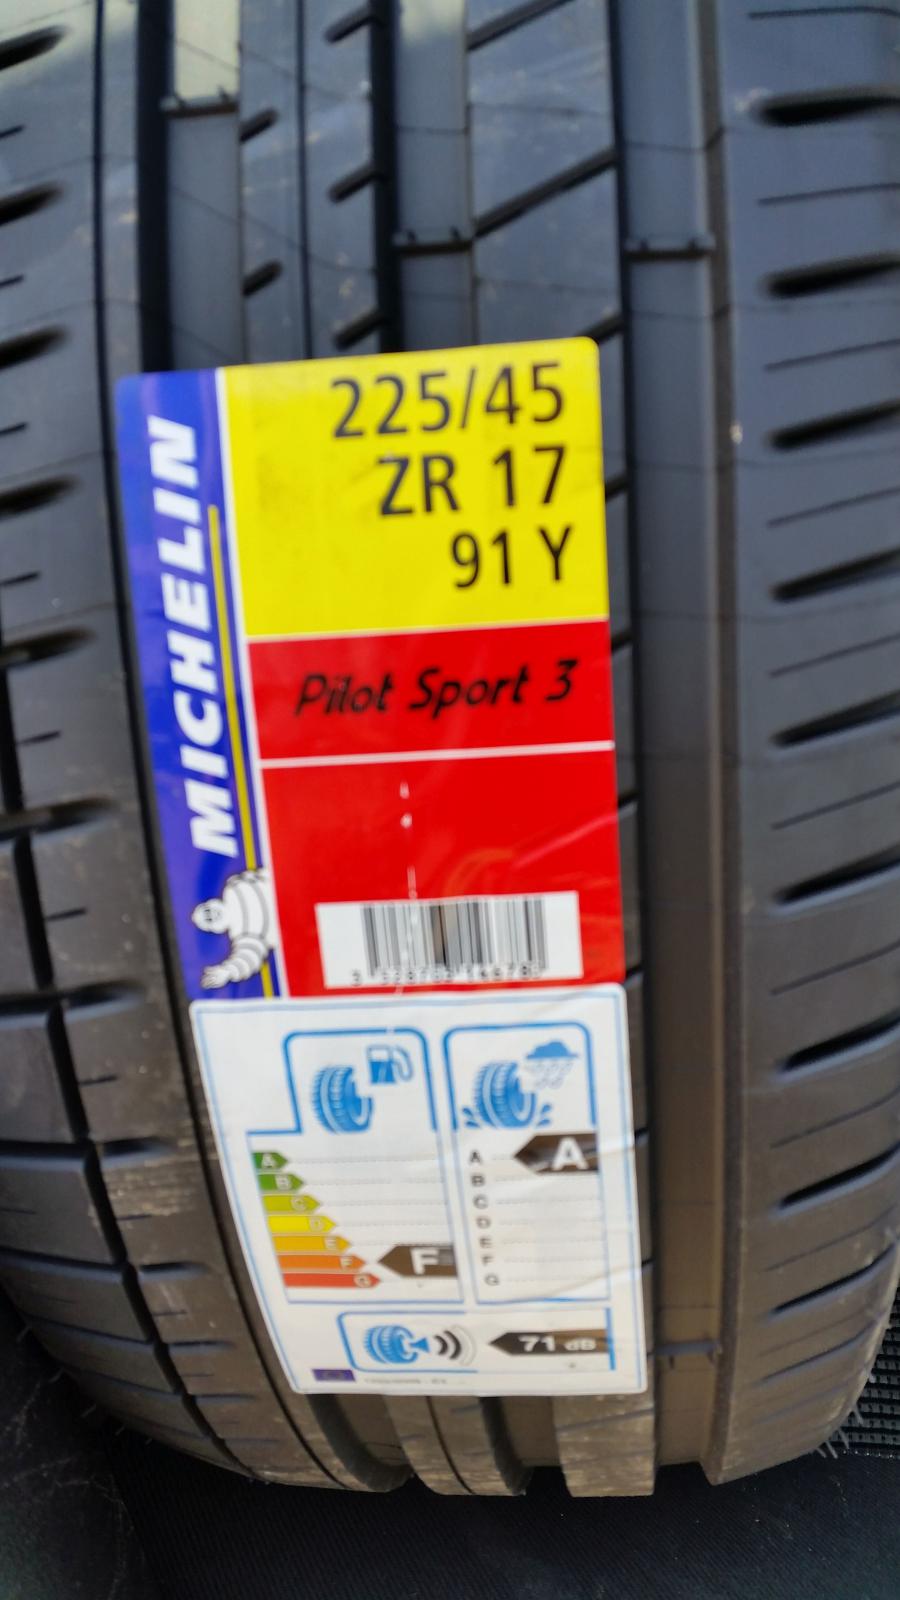 225/45
ZR 17
91 Y
MICHELIN
Pilot Sport 3
A
B
C
D
E
F
G
F
A
B
C
D
E
F
G
A
71 dB